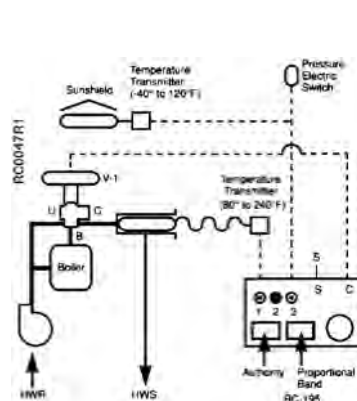 Pressure
Electric
Switch
Temperature
Transmitter
(-40° to 120°F)
Sunshield
RC0047R1
V-1
U C
B
Boiler
Temperature
Transmitter
(80° to 240°F)
S
S C
1 2 3
Authority
Proportional
Band
RC-195
HWR
HWS